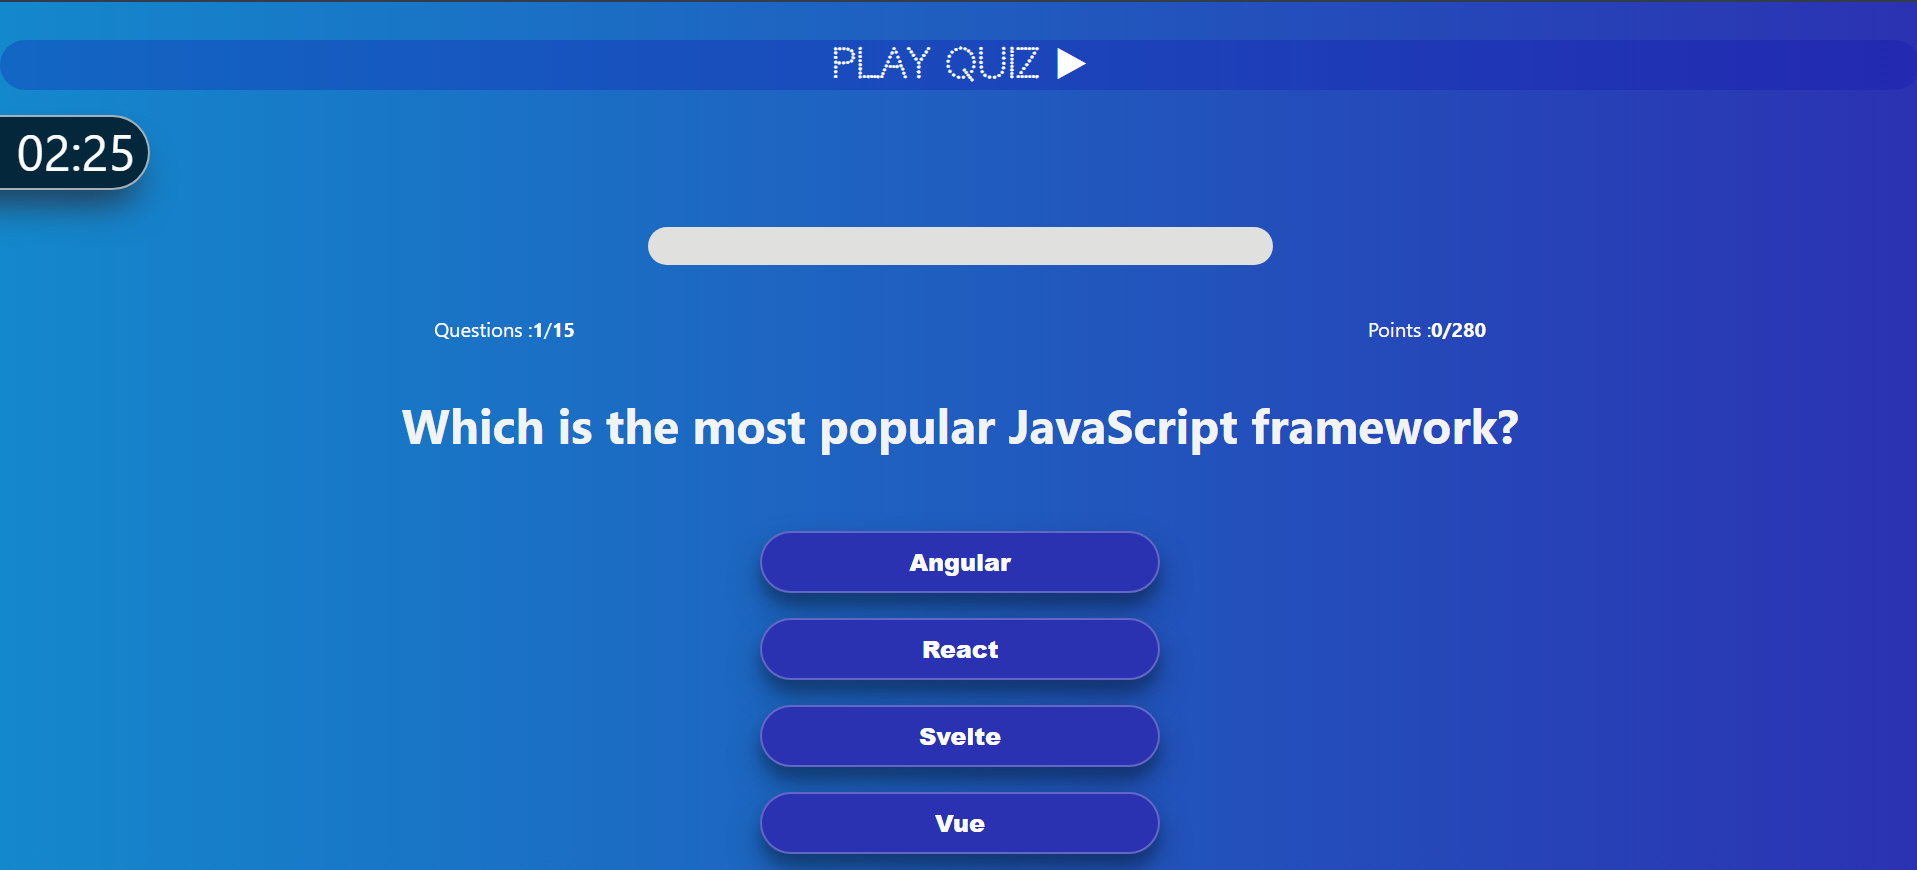 PLAY QUIZ
02:25
Questions :1/15
Points :0/280
Which is the most popular JavaScript framework?
Angular
React
Svelte
Vue